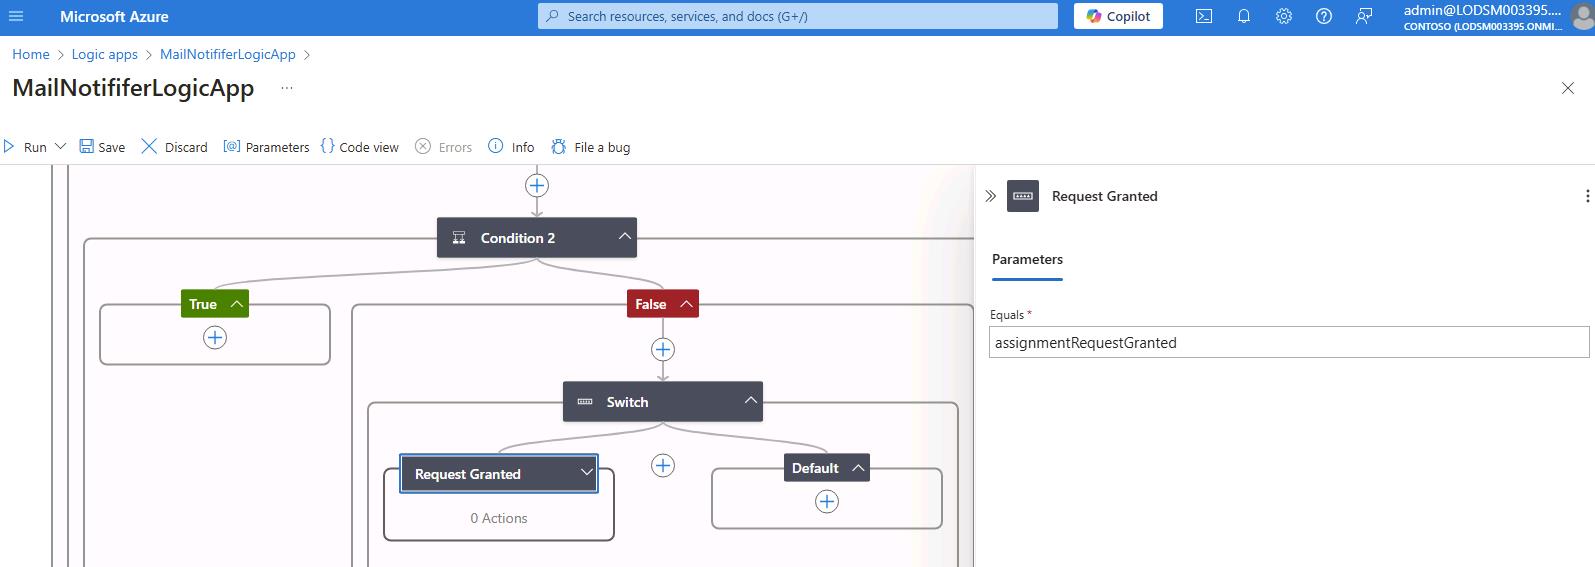 Microsoft Azure
Search resources, services, and docs (G+/)
Copilot
admin@LODSM003395....
CONTOSO (LODSM003395.ONMI...
Home > Logic apps > MailNotififerLogicApp >
MailNotififerLogicApp ...
Run Save Discard Parameters Code view Errors Info File a bug
Condition 2
True
False
Switch
Request Granted
0 Actions
Default
Request Granted
Parameters
Equals *
assignmentRequestGranted